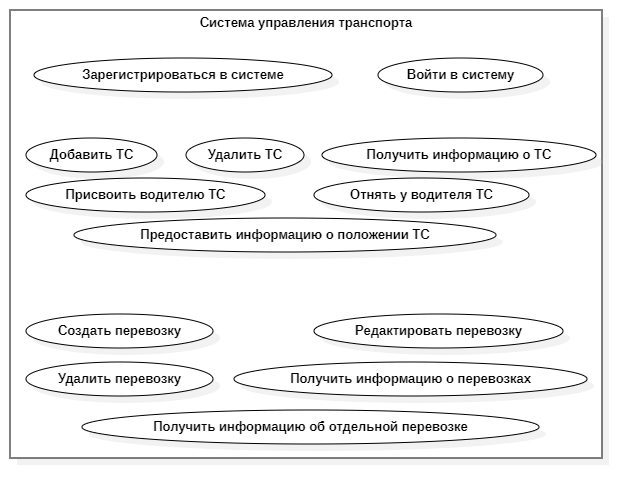 Система управления транспорта
Зарегистрироваться в системе
Войти в систему
Добавить ТС
Удалить ТС
Получить информацию о ТС
Присвоить водителю ТС
Отнять у водителя ТС
Предоставить информацию о положении ТС
Создать перевозку
Редактировать перевозку
Удалить перевозку
Получить информацию о перевозках
Получить информацию об отдельной перевозке